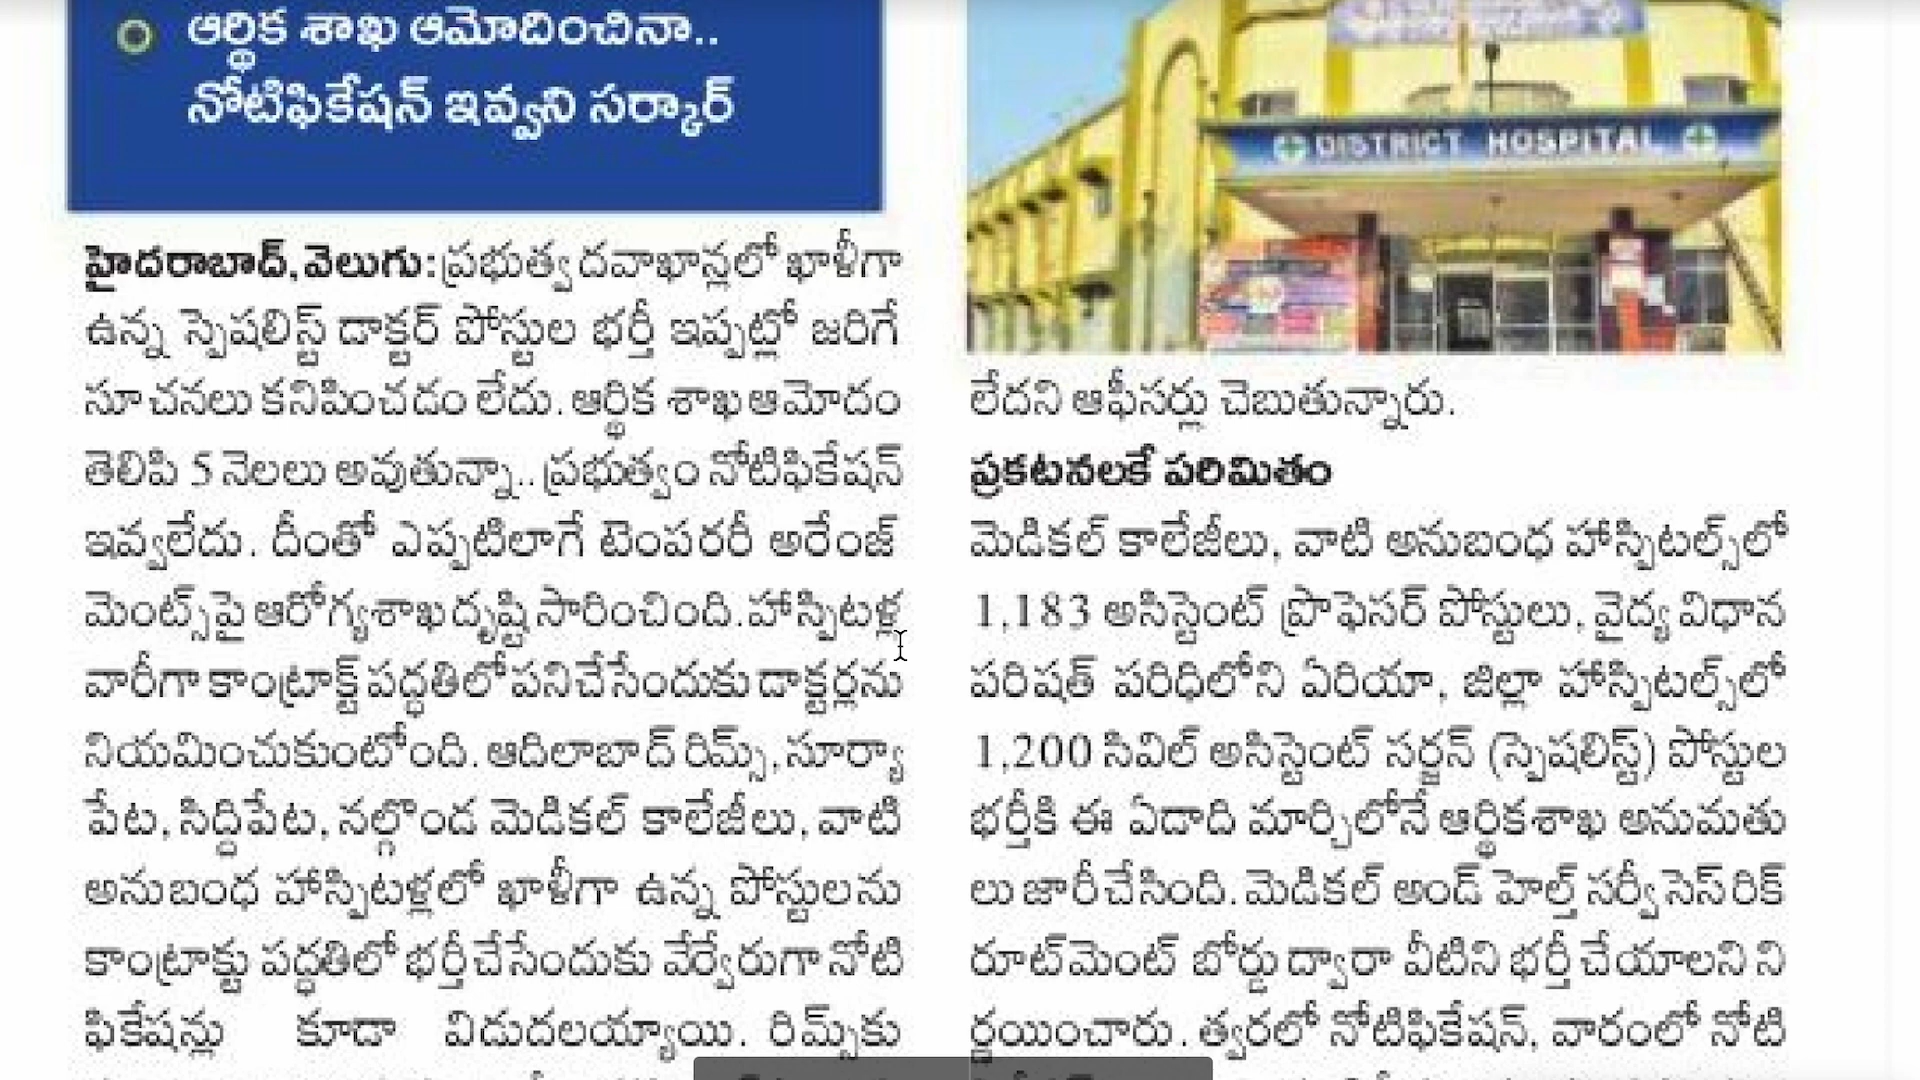 ఆర్థిక శాఖ ఆమోదించినా..
నోటిఫికేషన్ ఇవ్వని సర్కార్
హైదరాబాద్, వెలుగు: ప్రభుత్వ దవాఖాన్లలో ఖాళీగా
ఉన్న స్పెషలిస్ట్ డాక్టర్ పోస్టుల భర్తీ ఇప్పట్లో జరిగే
సూచనలు కనిపించడం లేదు. ఆర్థిక శాఖ ఆమోదం
తెలిపి 5 నెలలు అవుతున్నా.. ప్రభుత్వం నోటిఫికేషన్
ఇవ్వలేదు. దీంతో ఎప్పటిలాగే టెంపరరీ అరేంజ్
మెంట్స్‌పై ఆరోగ్యశాఖ దృష్టి సారించింది. హాస్పిటళ్ల
వారీగా కాంట్రాక్ట్ పద్ధతిలో పనిచేసేందుకు డాక్టర్లను
నియమించుకుంటోంది. ఆదిలాబాద్ రిమ్స్, సూర్యా
పేట, సిద్దిపేట, నల్గొండ మెడికల్ కాలేజీలు, వాటి
అనుబంధ హాస్పిటళ్లలో ఖాళీగా ఉన్న పోస్టులను
కాంట్రాక్టు పద్ధతిలో భర్తీ చేసేందుకు వేర్వేరుగా నోటి
ఫికేషన్లు కూడా విడుదలయ్యాయి. రిమ్స్‌కు
DISTRICT HOSPITAL
లేదని ఆఫీసర్లు చెబుతున్నారు.
ప్రకటనలకే పరిమితం
మెడికల్ కాలేజీలు, వాటి అనుబంధ హాస్పిటల్స్‌లో
1,183 అసిస్టెంట్ ప్రొఫెసర్ పోస్టులు, వైద్య విధాన
పరిషత్ పరిధిలోని ఏరియా, జిల్లా హాస్పిటల్స్‌లో
1,200 సివిల్ అసిస్టెంట్ సర్జన్ (స్పెషలిస్ట్) పోస్టుల
భర్తీకి ఈ ఏడాది మార్చిలోనే ఆర్థికశాఖ అనుమతు
లు జారీ చేసింది. మెడికల్ అండ్ హెల్త్ సర్వీసెస్ రిక్
రూట్‌మెంట్ బోర్డు ద్వారా వీటిని భర్తీ చేయాలని ని
ర్ణయించారు. త్వరలో నోటిఫికేషన్, వారంలో నోటి